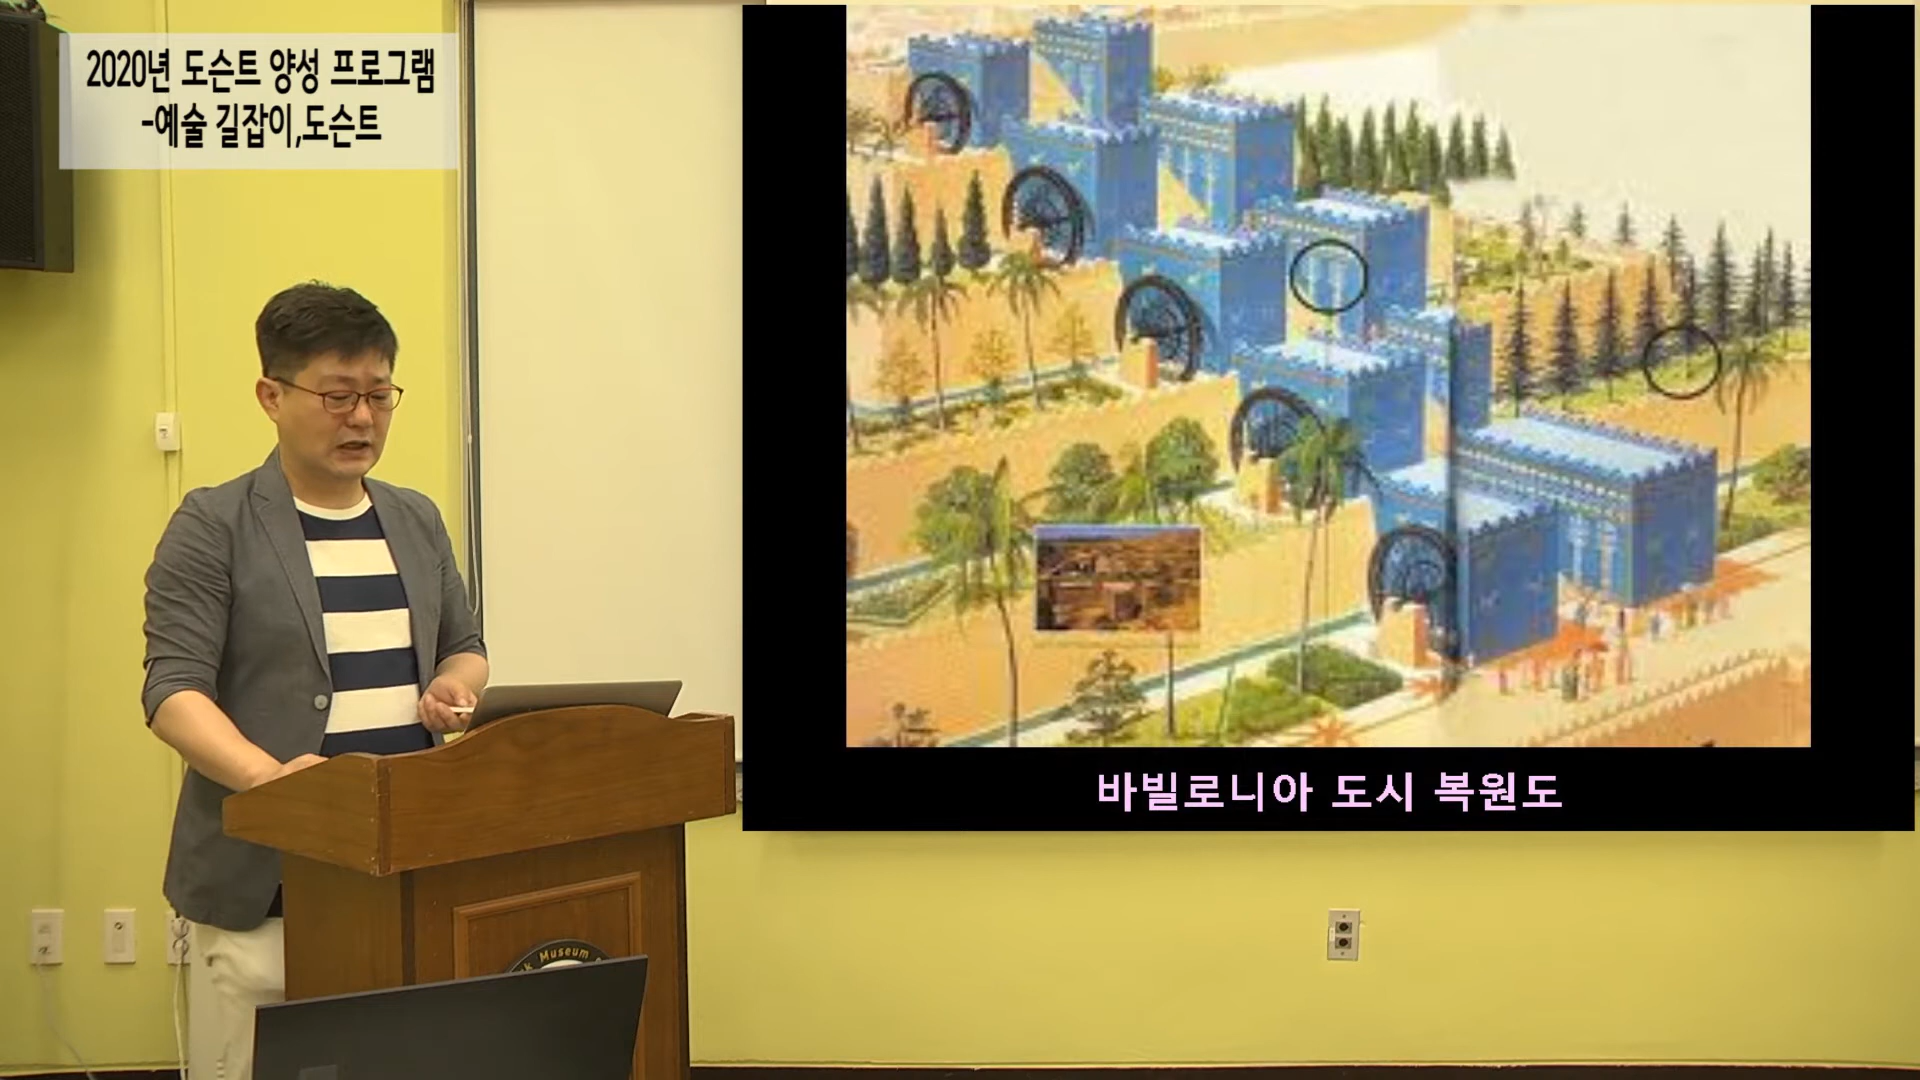 2020년 도슨트 양성 프로그램
-예술 길잡이,도슨트
바빌로니아 도시 복원도
Museum